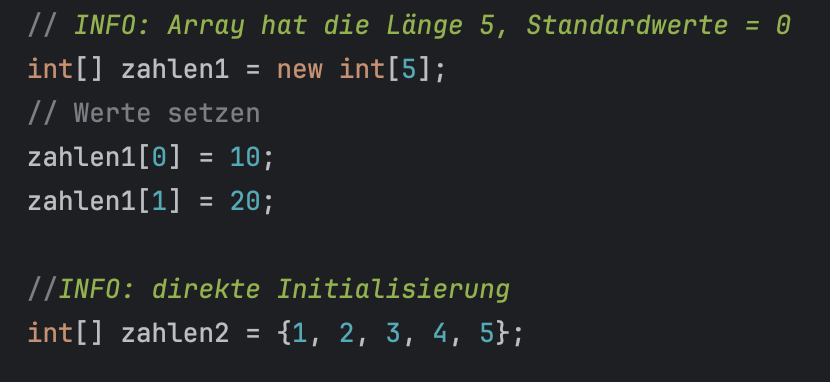 // INFO: Array hat die Länge 5, Standardwerte = 0
int[] zahlen1 = new int[5];
// Werte setzen
zahlen1[0] = 10;
zahlen1[1] = 20;
//INFO: direkte Initialisierung
int[] zahlen2 = {1, 2, 3, 4, 5};